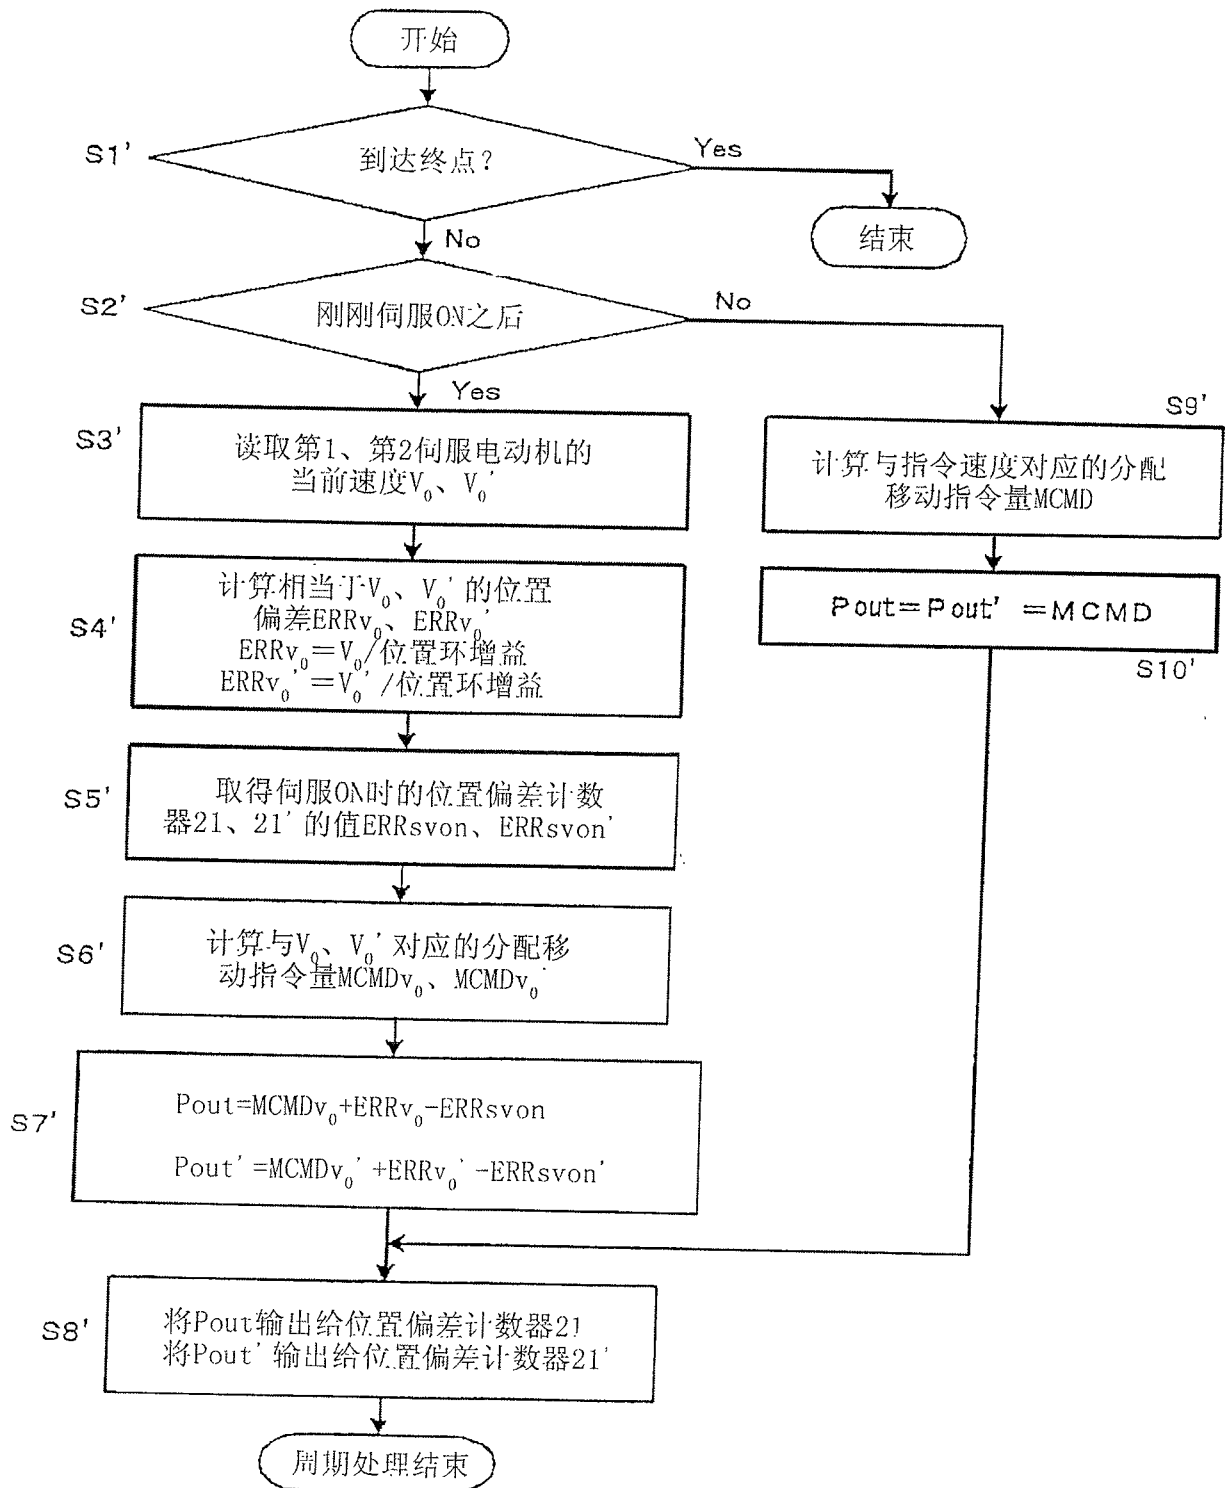 开始
S1'
到达终点?
Yes
结束
No
S2'
刚刚伺服ON之后
No
Yes
S3'
读取第1、第2伺服电动机的
当前速度V₀、V₀'
S9'
计算与指令速度对应的分配
移动指令量MCMD
S4'
计算相当于V₀、V₀'的位置
偏差ERRv₀、ERRv₀'
ERRv₀=V₀/位置环增益
ERRv₀'=V₀'/位置环增益
Pout=Pout'=MCMD
S10'
S5'
取得伺服ON时的位置偏差计数
器21、21'的值ERRsvon、ERRsvon'
S6'
计算与V₀、V₀'对应的分配移
动指令量MCMDv₀、MCMDv₀'
S7'
Pout=MCMDv₀+ERRv₀-ERRsvon
Pout'=MCMDv₀'+ERRv₀'-ERRsvon'
S8'
将Pout输出给位置偏差计数器21
将Pout'输出给位置偏差计数器21'
周期处理结束